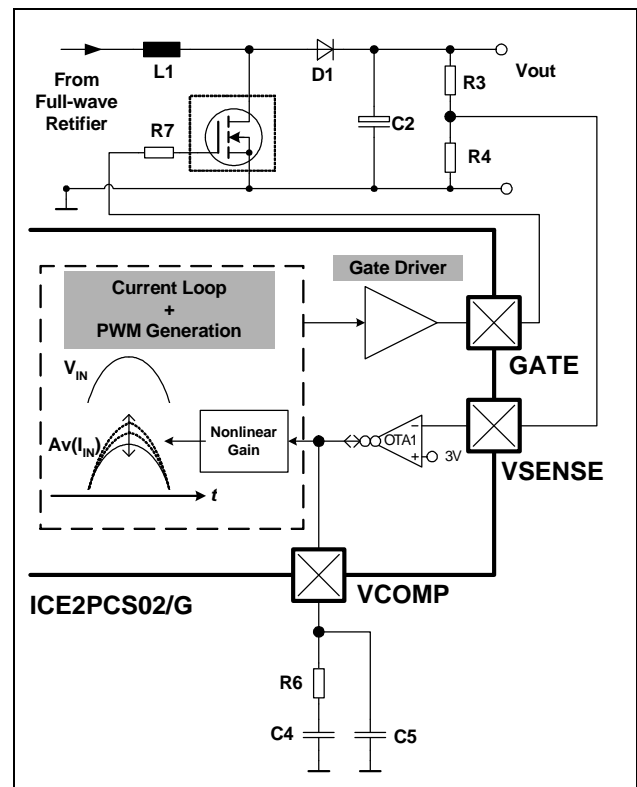 L1
D1
Vout
From
Full-wave
Retifier
R3
C2
R7
R4
Gate Driver
Current Loop
+
PWM Generation
GATE
VIN
Nonlinear
Gain
Av(IIN)
OTA1
−
+
3V
VSENSE
t
VCOMP
ICE2PCS02/G
R6
C4
C5